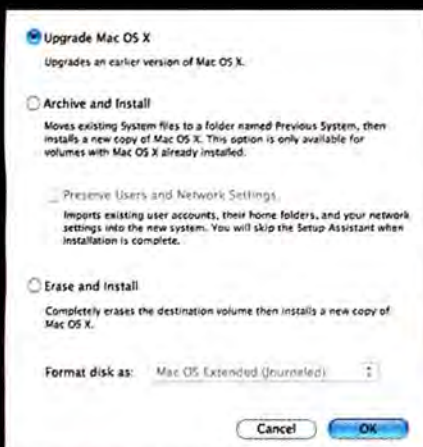 Upgrade Mac OS X
Upgrades an earlier version of Mac OS X.
Archive and Install
Moves existing System files to a folder named Previous System, then
installs a new copy of Mac OS X. This option is only available for
volumes with Mac OS X already installed.
Preserve Users and Network Settings
Imports existing user accounts, their home folders, and your network
settings into the new system. You will skip the Setup Assistant when
installation is complete.
Erase and Install
Completely erases the destination volume then installs a new copy of
Mac OS X.
Format disk as: Mac OS Extended (Journaled)
Cancel OK